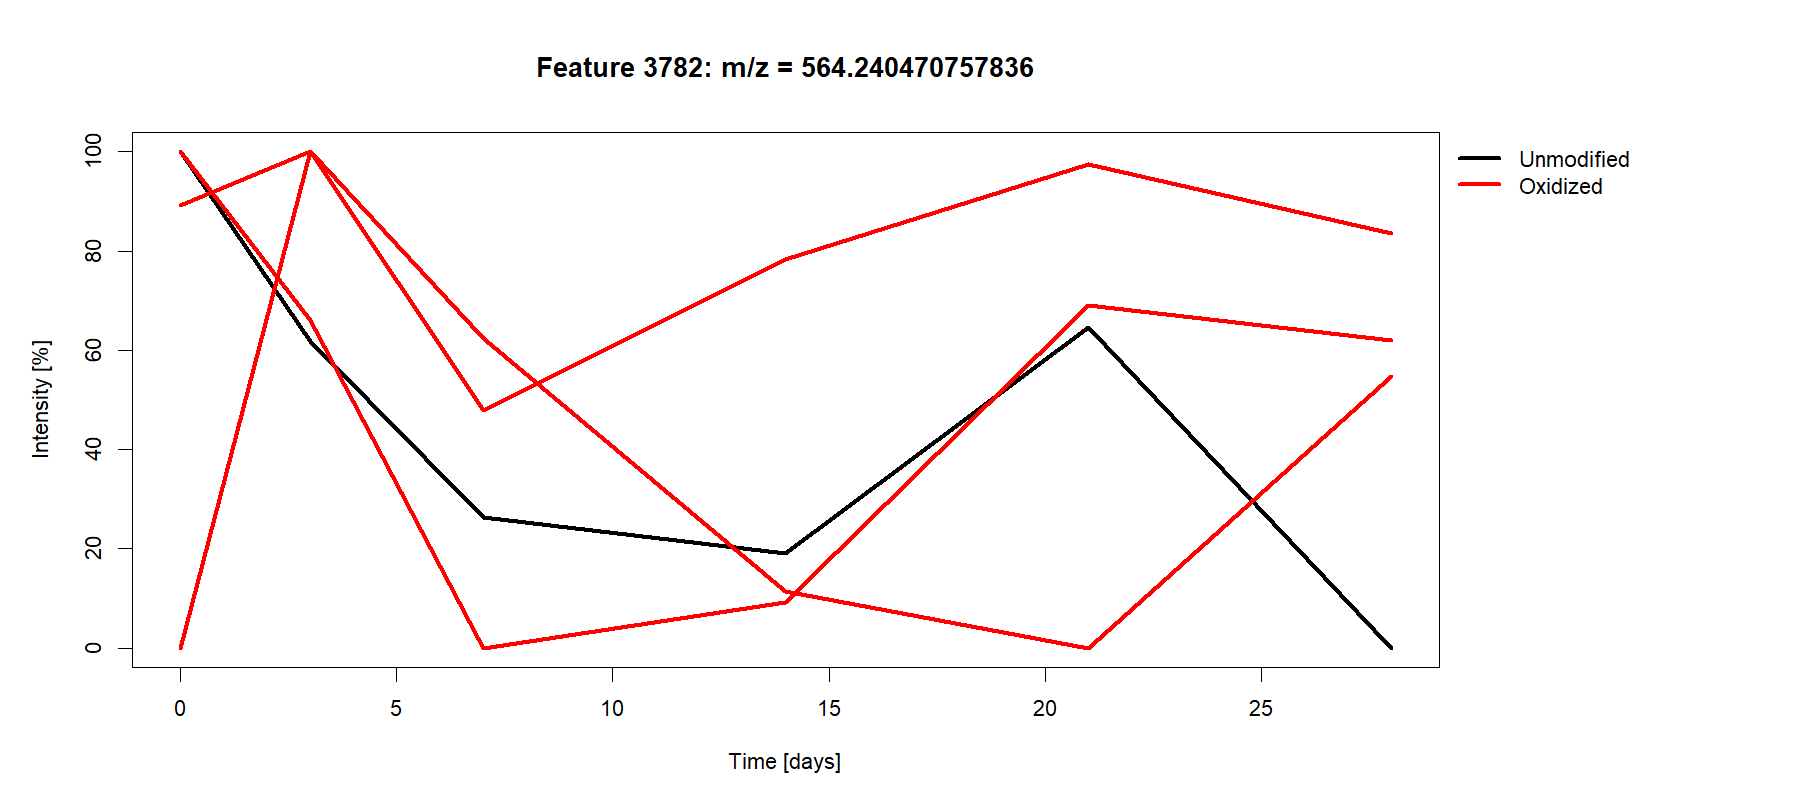 Feature 3782: m/z = 564.240470757836
Unmodified
Oxidized
Intensity [%]
100
80
60
40
20
0
0 5 10 15 20 25
Time [days]